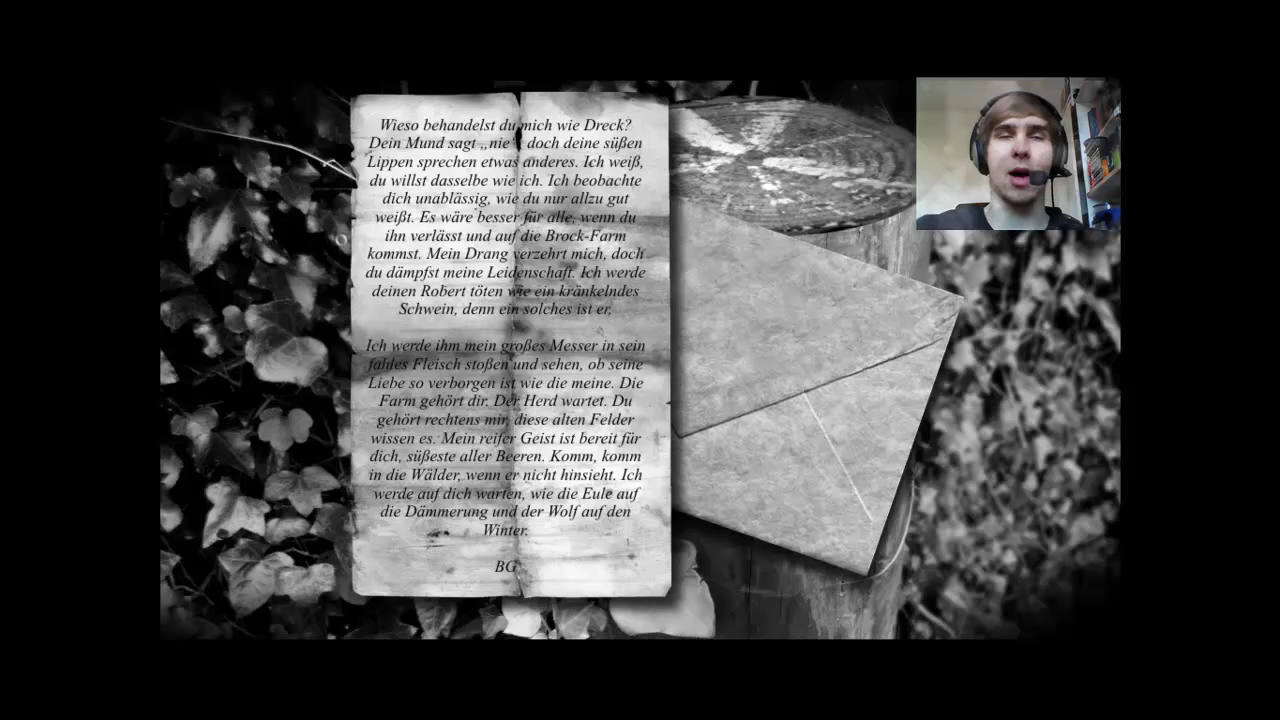 Wieso behandelst du mich wie Dreck?
Dein Mund sagt „nie“ doch deine süßen
Lippen sprechen etwas anderes. Ich weiß,
du willst dasselbe wie ich. Ich beobachte
dich unablässig, wie du nur allzu gut
weißt. Es wäre besser für alle, wenn du
ihn verlässt und auf die Brock-Farm
kommst. Mein Drang verzehrt mich, doch
du dämpfst meine Leidenschaft. Ich werde
deinen Robert töten wie ein kränkelndes
Schwein, denn ein solches ist er.
Ich werde ihm mein großes Messer in sein
fahles Fleisch stoßen und sehen, ob seine
Liebe so verborgen ist wie die meine. Die
Farm gehört dir. Der Herd wartet. Du
gehört rechtens mir, diese alten Felder
wissen es. Mein reifer Geist ist bereit für
dich, süßeste aller Beeren. Komm, komm
in die Wälder, wenn er nicht hinsieht. Ich
werde auf dich warten, wie die Eule auf
die Dämmerung und der Wolf auf den
Winter.
BG